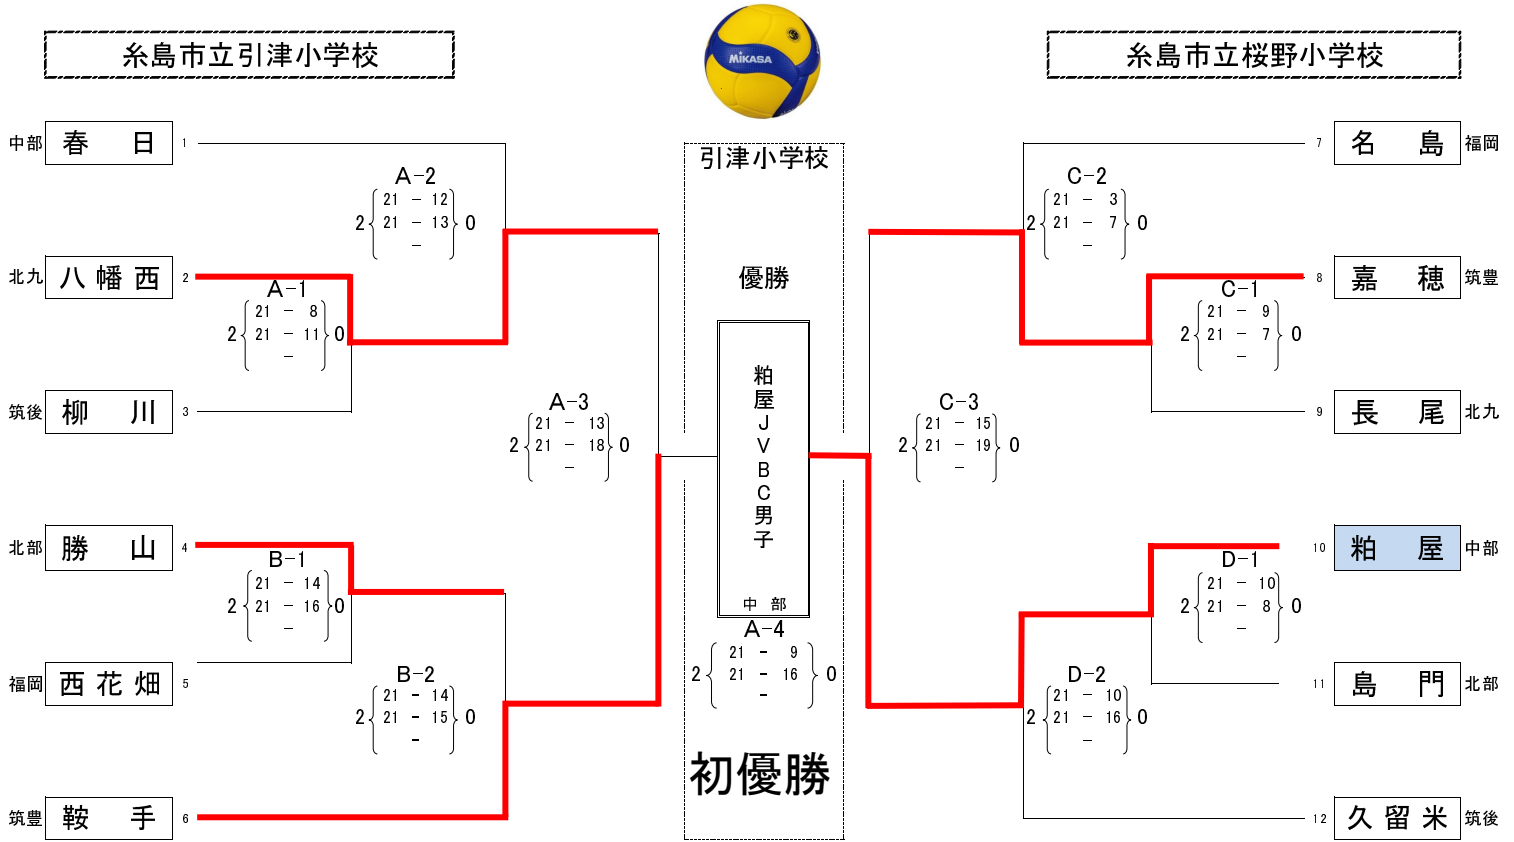 糸島市立引津小学校
MIKASA
糸島市立桜野小学校
中部 春日 1
A-2
21 - 12
2 21 - 13 0
-
北九 八幡西 2
A-1
21 - 8
2 21 - 11 0
-
筑後 柳川 3
A-3
21 - 13
2 21 - 18 0
-
北部 勝山 4
B-1
21 - 14
2 21 - 16 0
-
福岡 西花畑 5
B-2
21 - 14
2 21 - 15 0
-
筑豊 鞍手 6
引津小学校
優勝
粕屋JVBC男子
中部
A-4
21 - 9
2 21 - 16 0
-
初優勝
7 名島 福岡
C-2
21 - 3
2 21 - 7 0
-
8 嘉穂 筑豊
C-1
21 - 9
2 21 - 7 0
-
9 長尾 北九
C-3
21 - 15
2 21 - 19 0
-
10 粕屋 中部
D-1
21 - 10
2 21 - 8 0
-
11 島門 北部
D-2
21 - 10
2 21 - 16 0
-
12 久留米 筑後